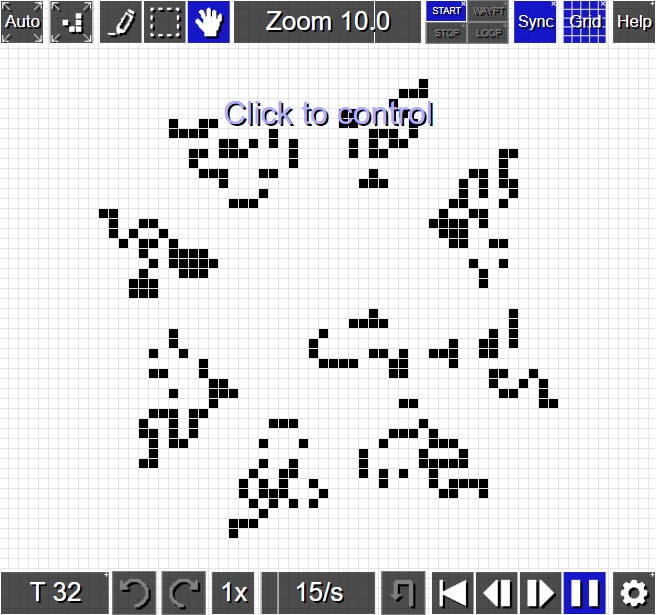 Auto Zoom 10.0 START WAYPT STOP LOOP Sync Grid Help
Click to control
T 32 1x 15/s